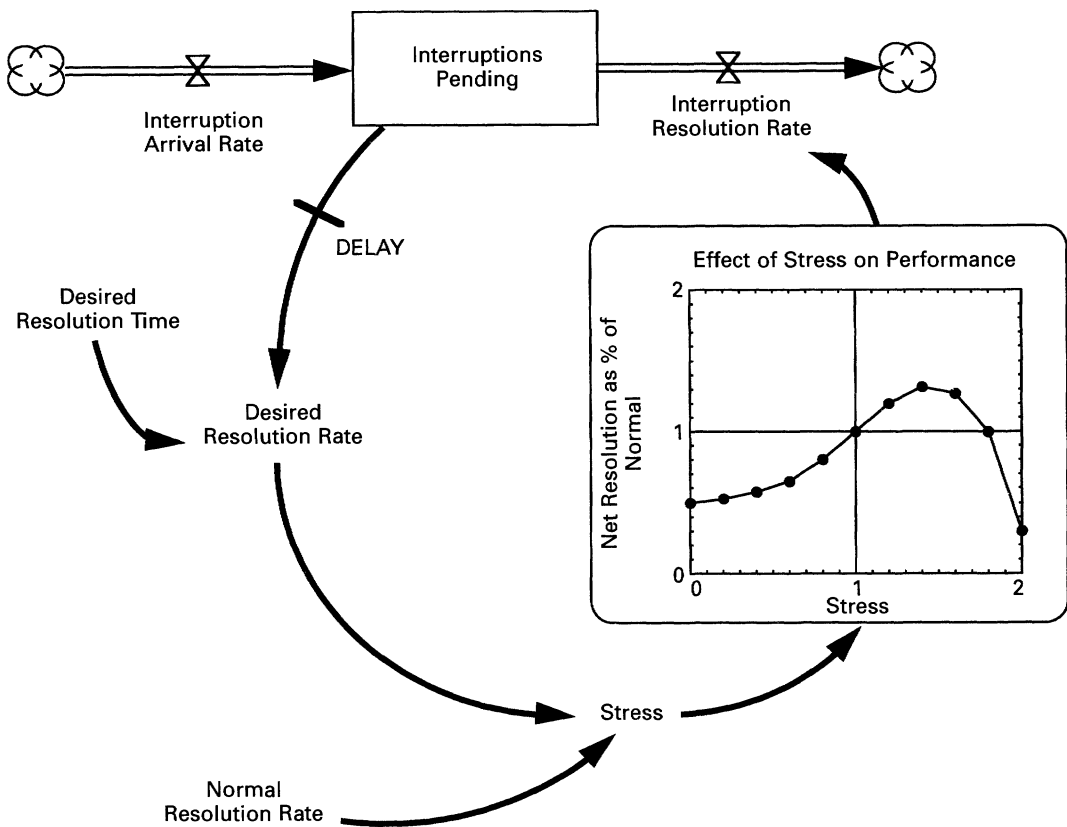 Interruptions
Pending
Interruption
Arrival Rate
Interruption
Resolution Rate
DELAY
Desired
Resolution Time
Desired
Resolution Rate
Effect of Stress on Performance
Net Resolution as % of
Normal
2
1
0
0
1
2
Stress
Stress
Normal
Resolution Rate